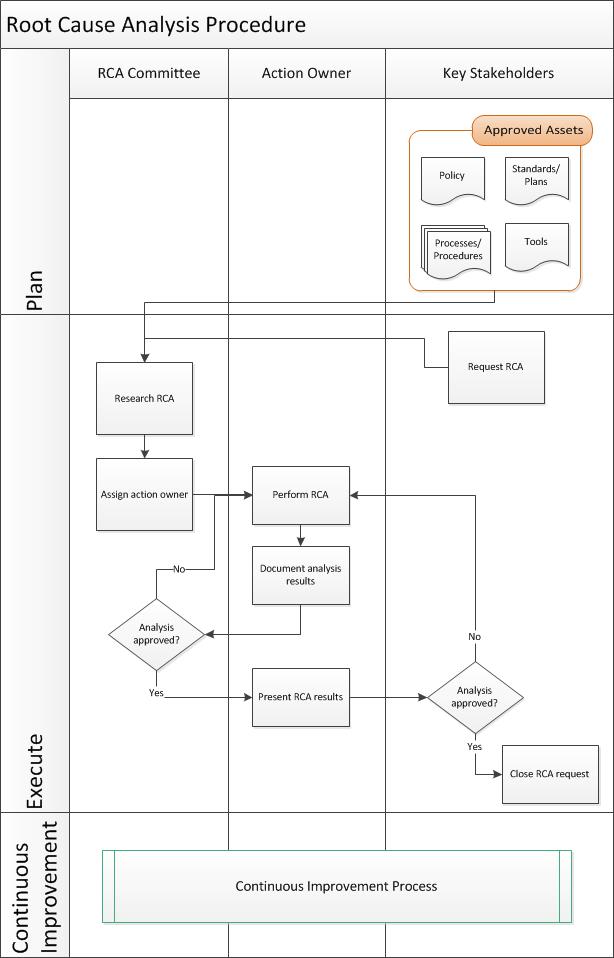 Root Cause Analysis Procedure
RCA Committee
Action Owner
Key Stakeholders
Plan
Approved Assets
Policy
Standards/
Plans
Processes/
Procedures
Tools
Execute
Request RCA
Research RCA
Assign action owner
Perform RCA
No
Document analysis
results
Analysis
approved?
No
Yes
Present RCA results
Analysis
approved?
Yes
Close RCA request
Continuous
Improvement
Continuous Improvement Process